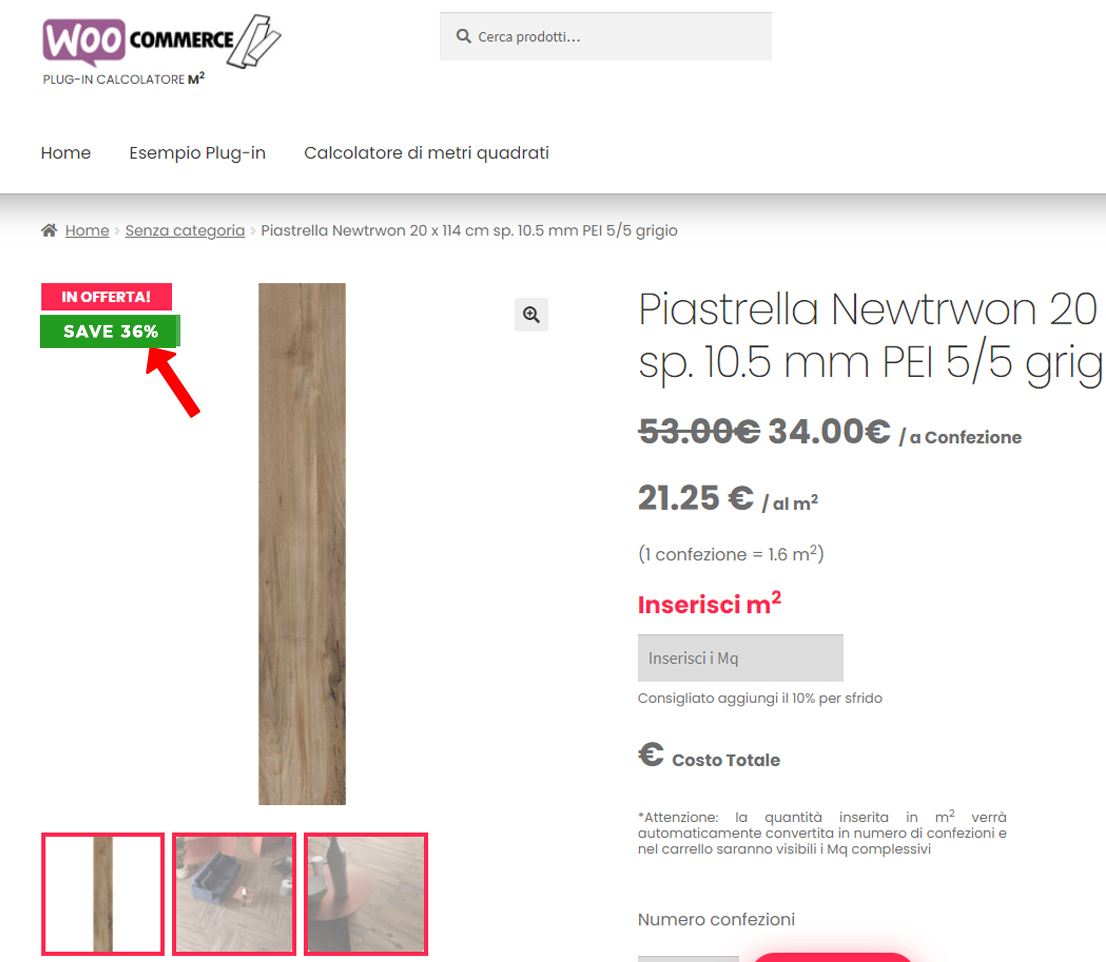 WOO COMMERCE
PLUG-IN CALCOLATORE M²
Cerca prodotti…
Home Esempio Plug-in Calcolatore di metri quadrati
Home › Senza categoria › Piastrella Newtrwon 20 x 114 cm sp. 10.5 mm PEI 5/5 grigio
IN OFFERTA!
SAVE 36%
Piastrella Newtrwon 20
sp. 10.5 mm PEI 5/5 grig
53.00€ 34.00€ / a Confezione
21.25 € / al m²
(1 confezione = 1.6 m²)
Inserisci m²
Inserisci i Mq
Consigliato aggiungi il 10% per sfrido
€ Costo Totale
*Attenzione: la quantità inserita in m² verrà
automaticamente convertita in numero di confezioni e
nel carrello saranno visibili i Mq complessivi
Numero confezioni